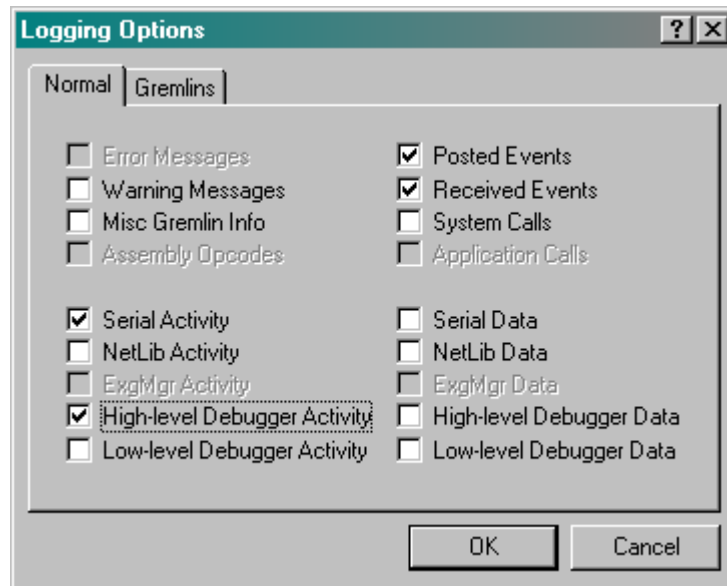 Logging Options
Normal
Gremlins
Error Messages
Posted Events
Warning Messages
Received Events
Misc Gremlin Info
System Calls
Assembly Opcodes
Application Calls
Serial Activity
Serial Data
NetLib Activity
NetLib Data
ExgMgr Activity
ExgMgr Data
High-level Debugger Activity
High-level Debugger Data
Low-level Debugger Activity
Low-level Debugger Data
OK
Cancel